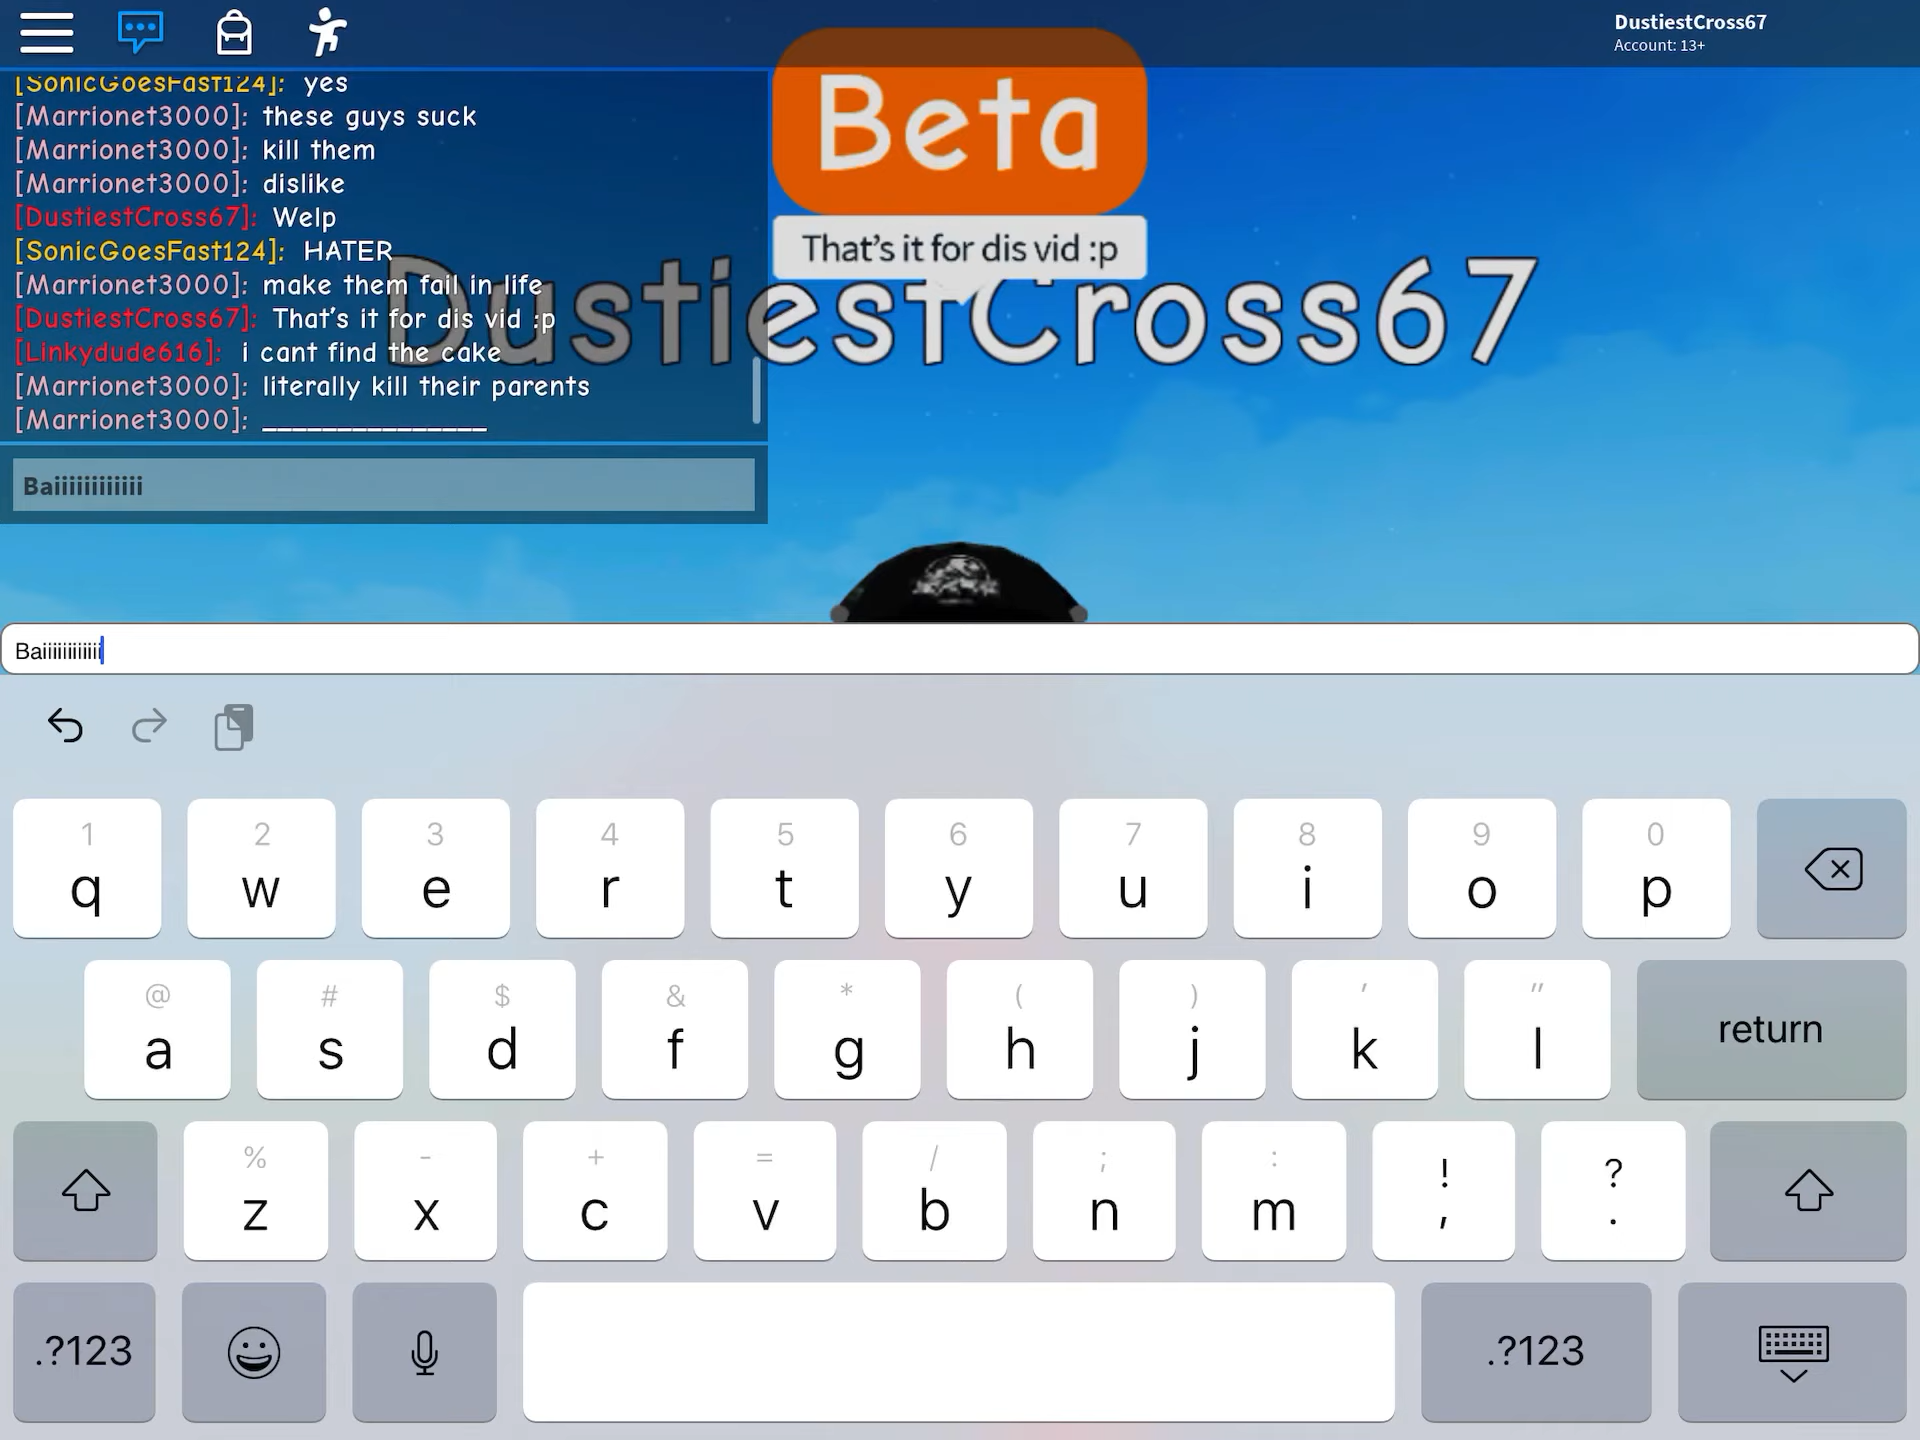 DustiestCross67
Account: 13+
[SonicGoesFast124]: yes
[Marrionet3000]: these guys suck
[Marrionet3000]: kill them
[Marrionet3000]: dislike
[DustiestCross67]: Welp
[SonicGoesFast124]: HATER
[Marrionet3000]: make them fail in life
[DustiestCross67]: That's it for dis vid :p
[Linkydude616]: i cant find the cake
[Marrionet3000]: literally kill their parents
[Marrionet3000]: _______________
Beta
That's it for dis vid :p
DustiestCross67
Baiiiiiiiiiiii
Baiiiiiiiiiiii
1 2 3 4 5 6 7 8 9 0
q w e r t y u i o p
@ # $ & * ( ) ' "
a s d f g h j k l return
% - + = / ; : ! ?
z x c v b n m , .
.?123 .?123